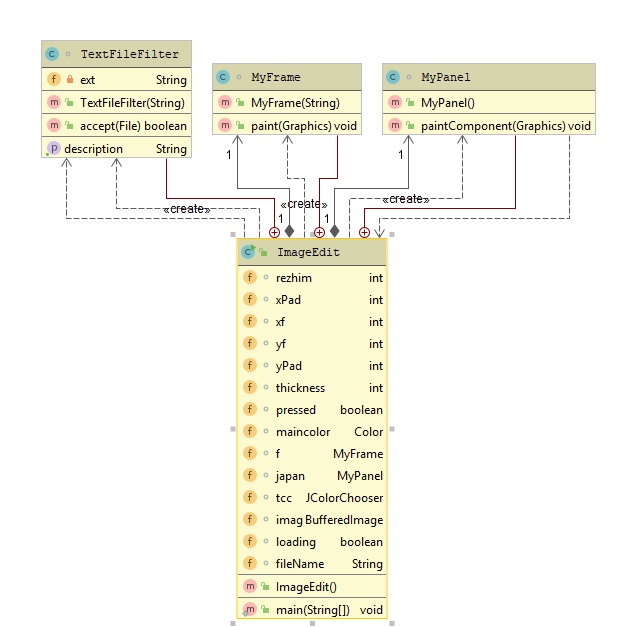 TextFileFilter
ext String
TextFileFilter(String)
accept(File) boolean
description String
MyFrame
MyFrame(String)
paint(Graphics) void
MyPanel
MyPanel()
paintComponent(Graphics) void
1
1
«create»
«create»
«create»
1
1
ImageEdit
rezhim int
xPad int
xf int
yf int
yPad int
thickness int
pressed boolean
maincolor Color
f MyFrame
japan MyPanel
tcc JColorChooser
imag BufferedImage
loading boolean
fileName String
ImageEdit()
main(String[]) void